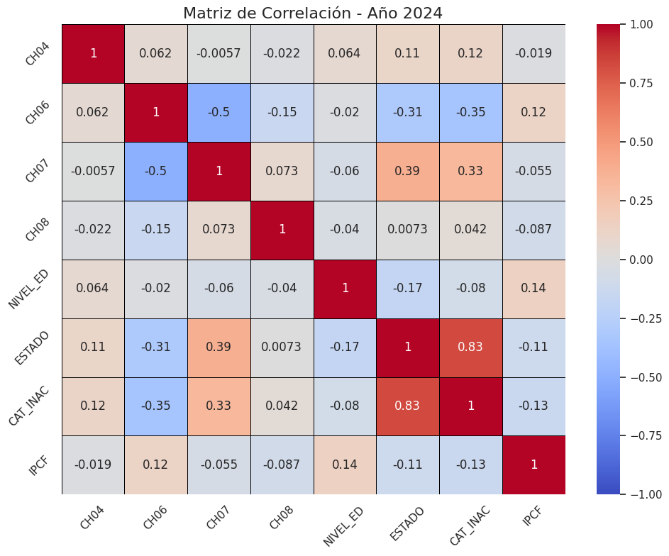 Matriz de Correlación - Año 2024
CH04 1 0.062 -0.0057 -0.022 0.064 0.11 0.12 -0.019
CH06 0.062 1 -0.5 -0.15 -0.02 -0.31 -0.35 0.12
CH07 -0.0057 -0.5 1 0.073 -0.06 0.39 0.33 -0.055
CH08 -0.022 -0.15 0.073 1 -0.04 0.0073 0.042 -0.087
NIVEL_ED 0.064 -0.02 -0.06 -0.04 1 -0.17 -0.08 0.14
ESTADO 0.11 -0.31 0.39 0.0073 -0.17 1 0.83 -0.11
CAT_INAC 0.12 -0.35 0.33 0.042 -0.08 0.83 1 -0.13
IPCF -0.019 0.12 -0.055 -0.087 0.14 -0.11 -0.13 1
CH04 CH06 CH07 CH08 NIVEL_ED ESTADO CAT_INAC IPCF
1.00
0.75
0.50
0.25
0.00
−0.25
−0.50
−0.75
−1.00